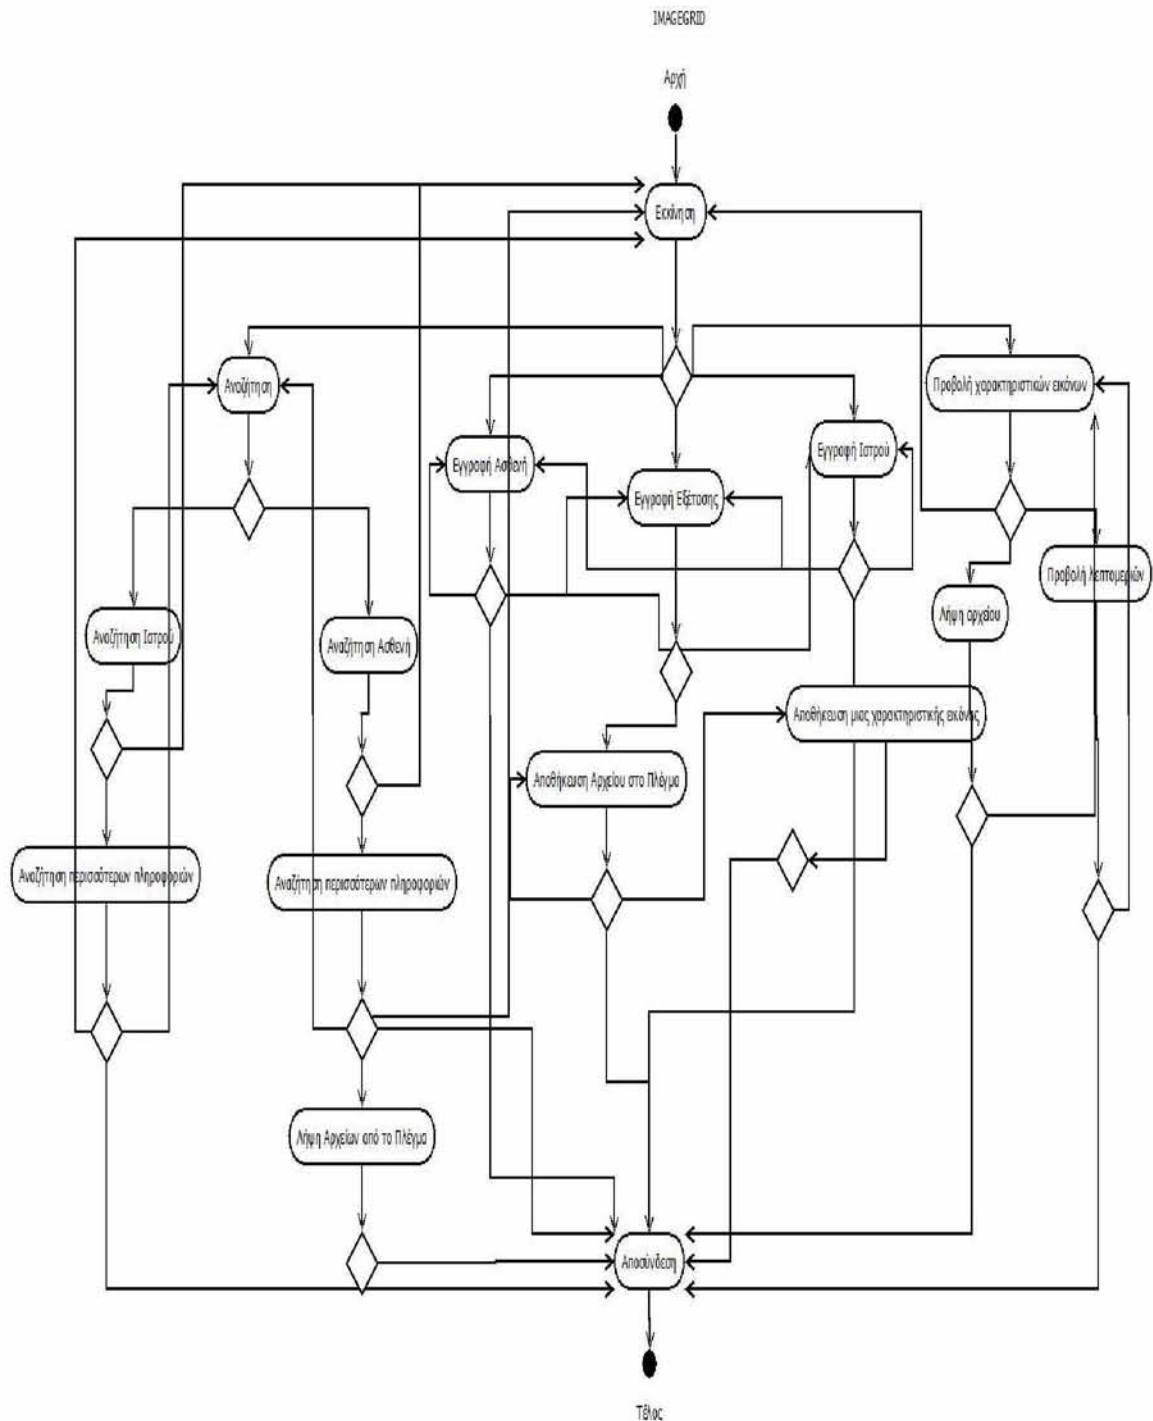 IMAGEGRID
Αρχή
Εκκίνηση
Αναζήτηση
Προβολή χαρακτηριστικών εικόνων
Εγγραφή Ασθενή
Εγγραφή Ιατρού
Εγγραφή Εξέτασης
Προβολή λεπτομεριών
Λήψη αρχείου
Αναζήτηση Ιατρού
Αναζήτηση Ασθενή
Αποθήκευση μιας χαρακτηριστικής εικόνας
Αποθήκευση Αρχείου στο Πλέγμα
Αναζήτηση περισσότερων πληροφοριών
Αναζήτηση περισσότερων πληροφοριών
Λήψη Αρχείων από το Πλέγμα
Αποσύνδεση
Τέλος